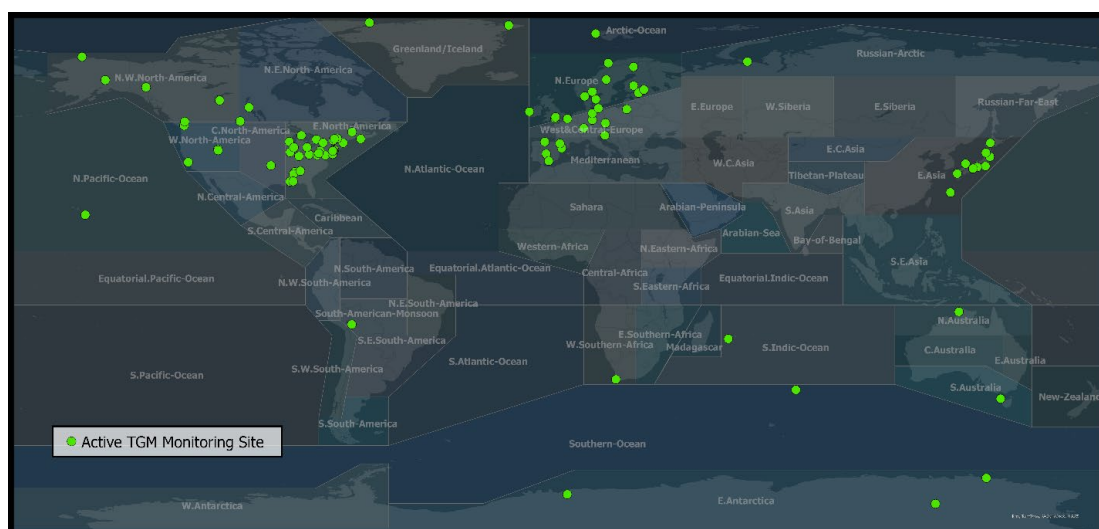 Arctic-Ocean
Greenland/Iceland
Russian-Arctic
N.W.North-America
N.E.North-America
N.Europe
E.Europe
W.Siberia
E.Siberia
Russian-Far-East
C.North-America
E.North-America
W.North-America
West&Central-Europe
Mediterranean
W.C.Asia
E.C.Asia
N.Pacific-Ocean
N.Atlantic-Ocean
Tibetan-Plateau
E.Asia
N.Central-America
Caribbean
Sahara
Arabian-Peninsula
S.Asia
S.Central-America
Western-Africa
N.Eastern-Africa
Arabian-Sea
Bay-of-Bengal
S.E.Asia
Equatorial.Pacific-Ocean
N.South-America
Equatorial.Atlantic-Ocean
Central-Africa
Equatorial.Indic-Ocean
N.W.South-America
S.Eastern-Africa
N.E.South-America
South-American-Monsoon
N.Australia
S.E.South-America
E.Southern-Africa
W.Southern-Africa
Madagascar
S.Indic-Ocean
C.Australia
S.Pacific-Ocean
S.W.South-America
S.Atlantic-Ocean
E.Australia
S.Australia
New-Zealand
S.South-America
Active TGM Monitoring Site
Southern-Ocean
W.Antarctica
E.Antarctica